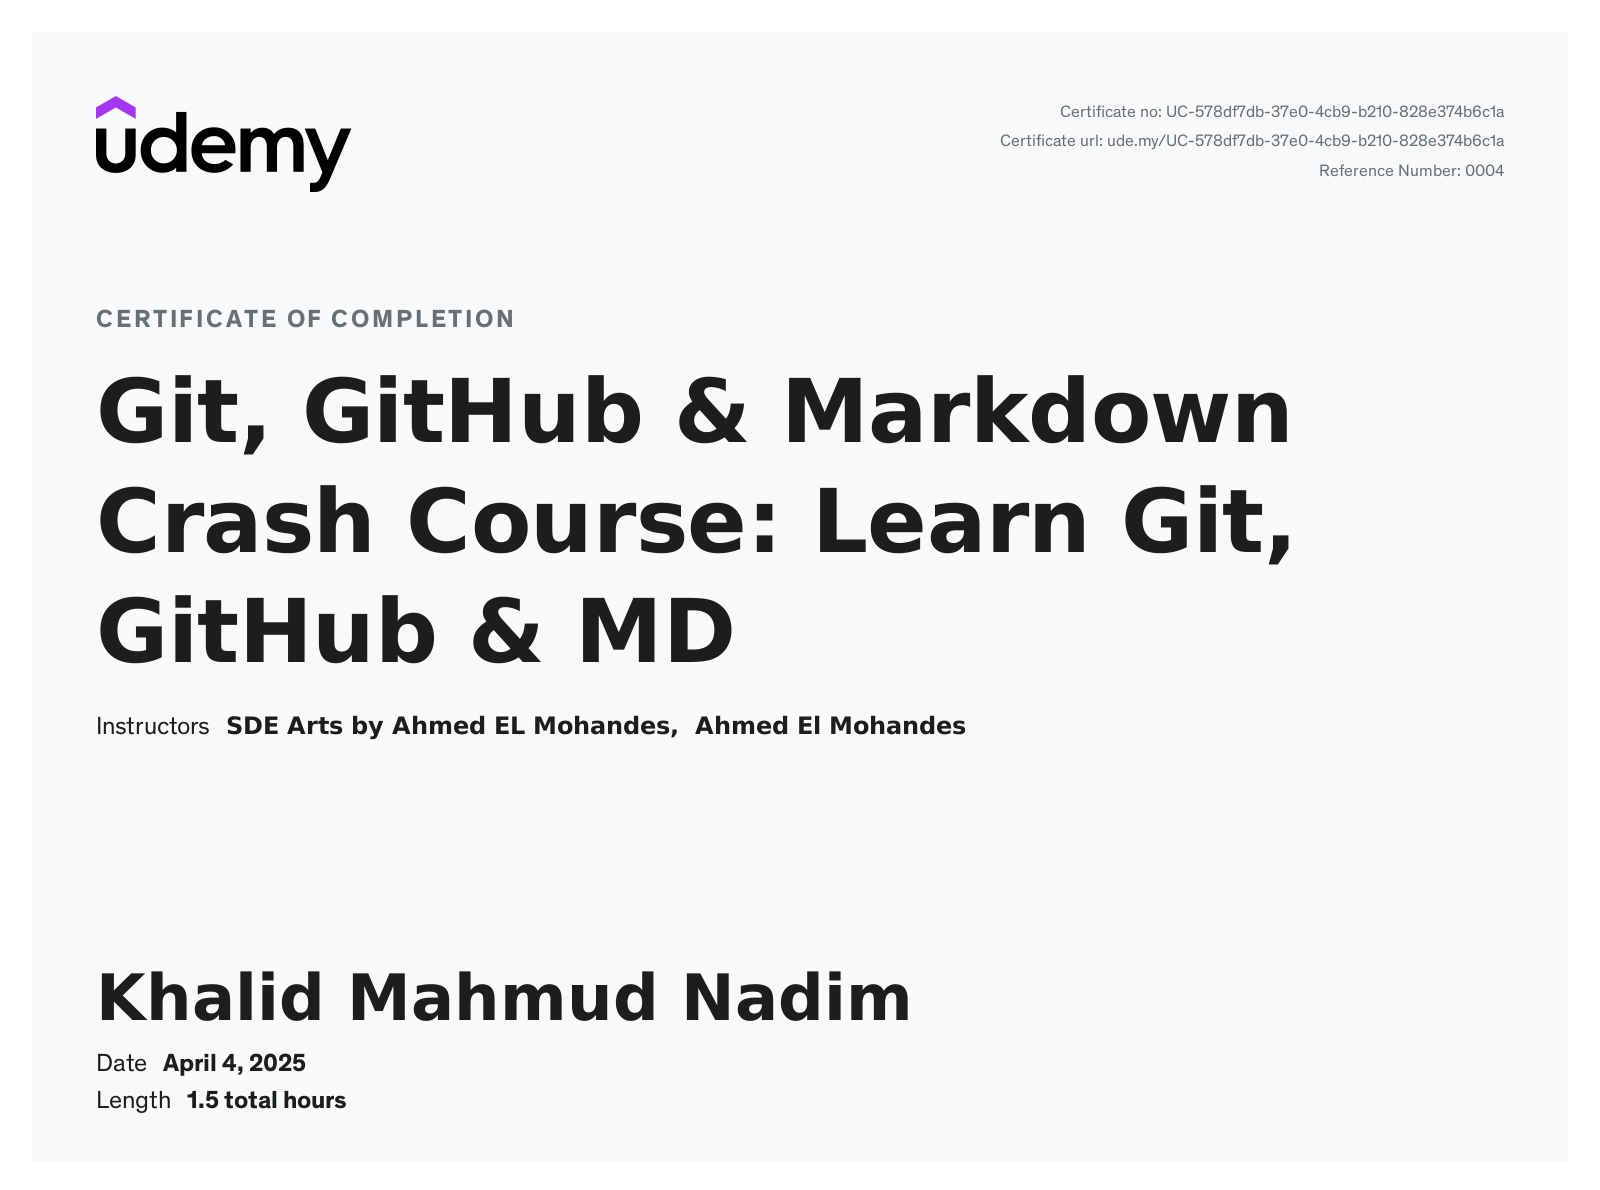 udemy
Certificate no: UC-578df7db-37e0-4cb9-b210-828e374b6c1a
Certificate url: ude.my/UC-578df7db-37e0-4cb9-b210-828e374b6c1a
Reference Number: 0004
CERTIFICATE OF COMPLETION
Git, GitHub & Markdown
Crash Course: Learn Git,
GitHub & MD
Instructors SDE Arts by Ahmed EL Mohandes, Ahmed El Mohandes
Khalid Mahmud Nadim
Date April 4, 2025
Length 1.5 total hours